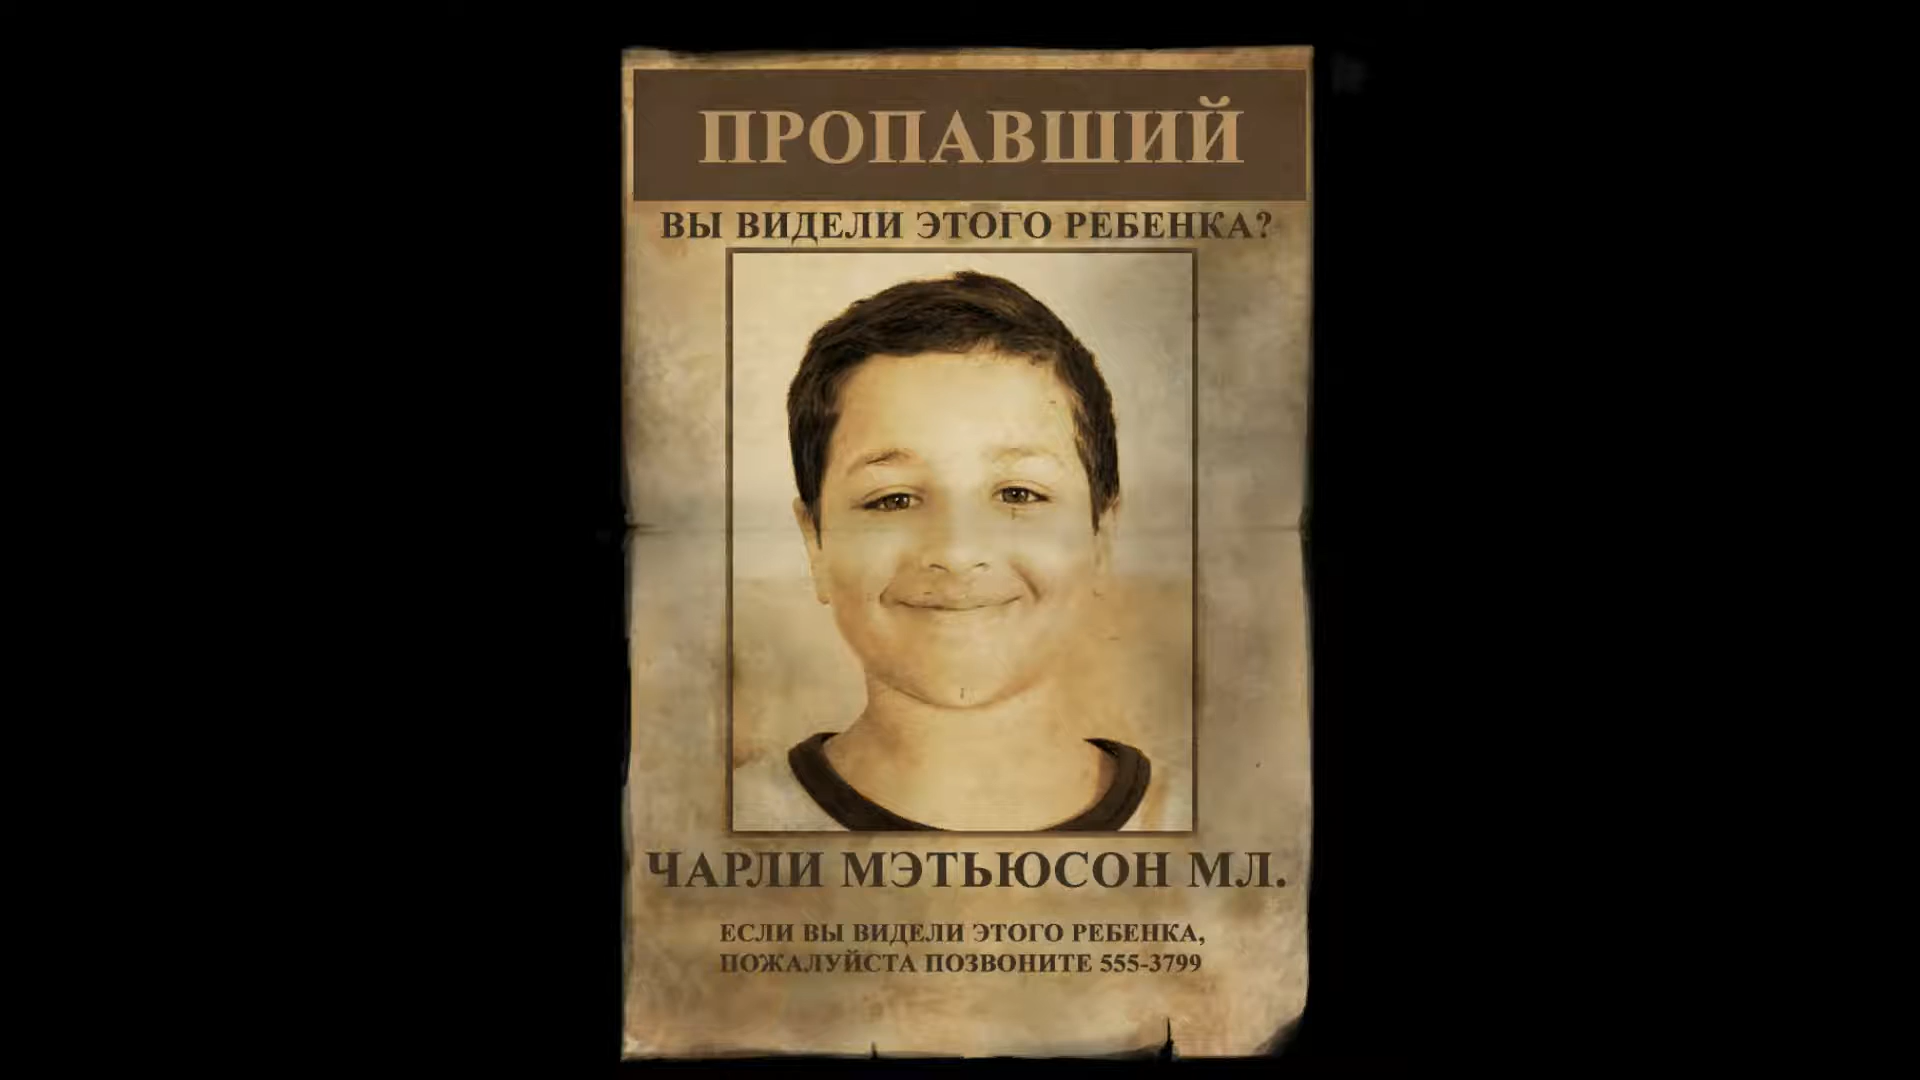 ПРОПАВШИЙ
ВЫ ВИДЕЛИ ЭТОГО РЕБЕНКА?
ЧАРЛИ МЭТЬЮСОН МЛ.
ЕСЛИ ВЫ ВИДЕЛИ ЭТОГО РЕБЕНКА,
ПОЖАЛУЙСТА ПОЗВОНИТЕ 555-3799